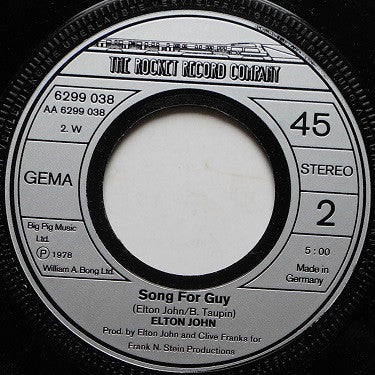 THE ROCKET RECORD COMPANY
6299 038
AA 6299 038
2. W
GEMA
Big Pig Music
Ltd.
Ⓟ 1978
William A. Bong Ltd.
45
STEREO
2
5:00
Made in
Germany
Song For Guy
(Elton John/B. Taupin)
ELTON JOHN
Prod. by Elton John and Clive Franks for
Frank N. Stein Productions